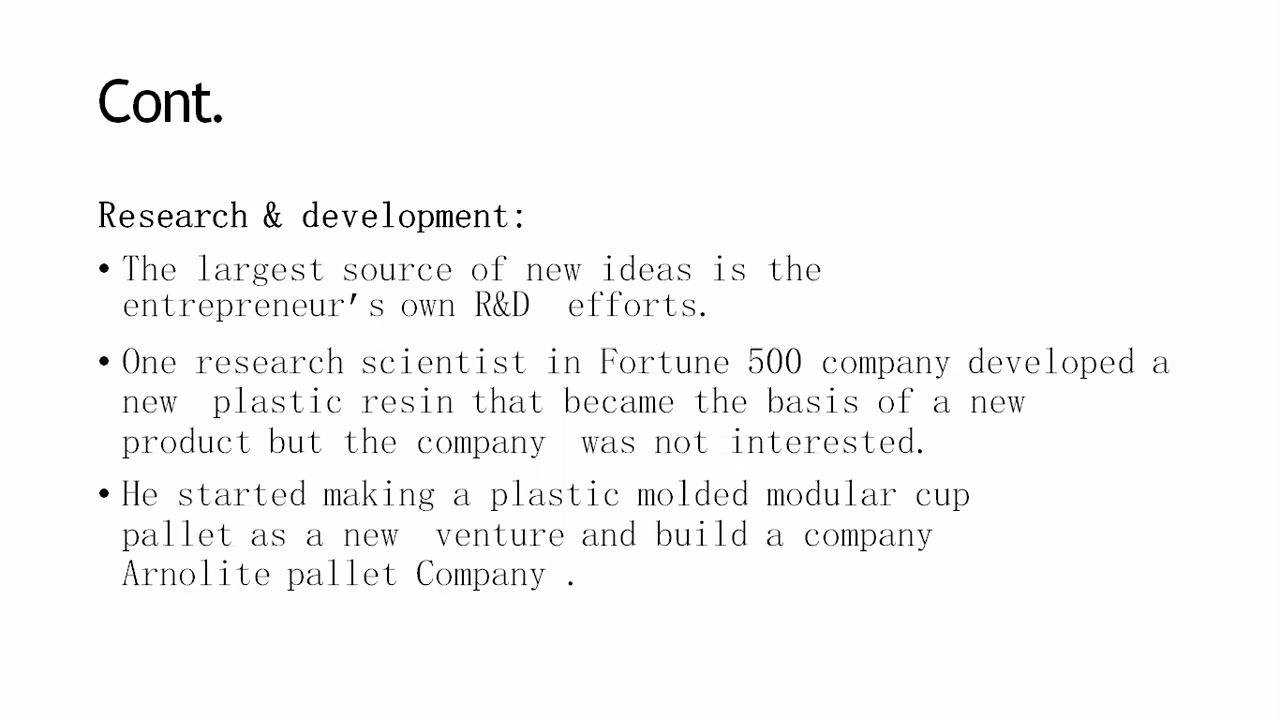 Cont.
Research & development:
• The largest source of new ideas is the
entrepreneur's own R&D efforts.
• One research scientist in Fortune 500 company developed a
new plastic resin that became the basis of a new
product but the company was not interested.
• He started making a plastic molded modular cup
pallet as a new venture and build a company
Arnolite pallet Company .